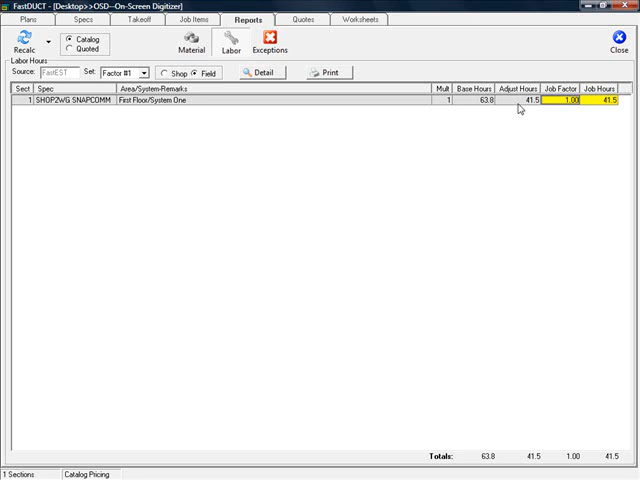 FastDUCT - [Desktop>>OSD--On-Screen Digitizer]
Plans Specs Takeoff Job Items Reports Quotes Worksheets
Recalc Catalog Quoted Material Labor Exceptions Close
Labor Hours
Source: FastEST Set: Factor #1 Shop Field Detail Print
Sect Spec Area/System-Remarks Mult Base Hours Adjust Hours Job Factor Job Hours
1 SHOP2WG SNAPCOMM First Floor/System One 1 63.8 41.5 1.00 41.5
Totals: 63.8 41.5 1.00 41.5
1 Sections Catalog Pricing